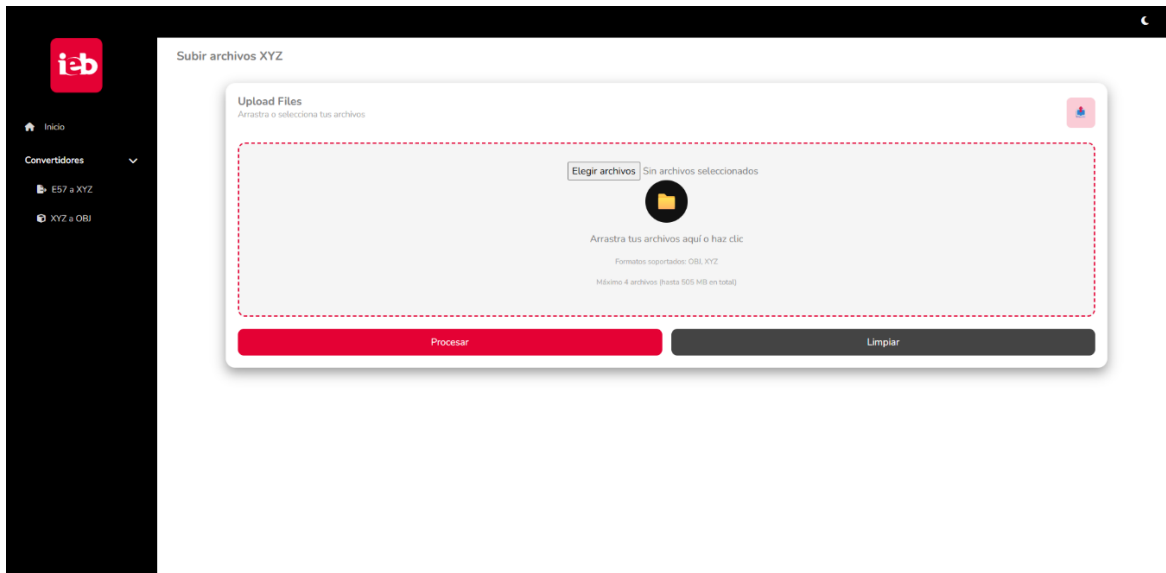 ieb
Subir archivos XYZ
Upload Files
Arrastra o selecciona tus archivos
Inicio
Convertidores
E57 a XYZ
XYZ a OBJ
Elegir archivos Sin archivos seleccionados
Arrastra tus archivos aquí o haz clic
Formatos soportados: OBJ, XYZ
Máximo 4 archivos (hasta 505 MB en total)
Procesar
Limpiar